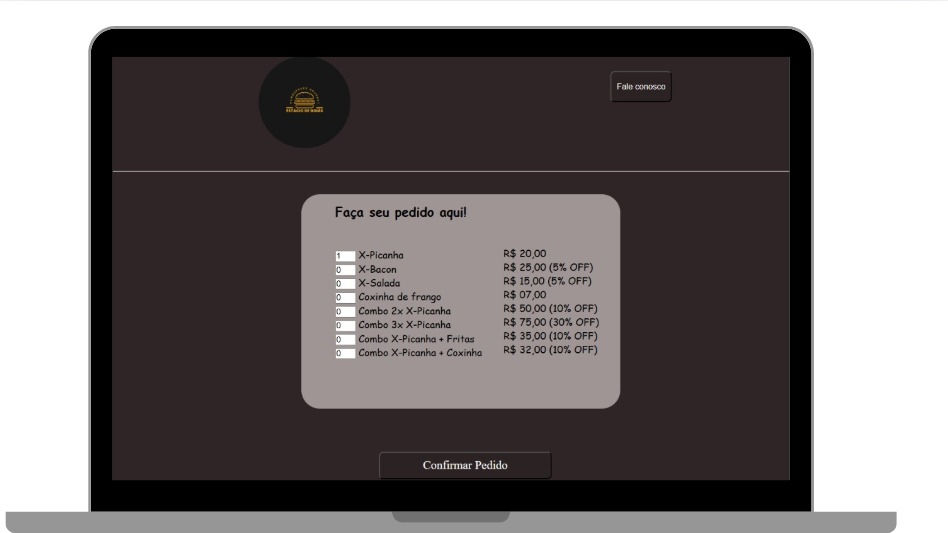 ESTAÇÃO DO BURGER
Fale conosco
Faça seu pedido aqui!
1 X-Picanha R$ 20,00
0 X-Bacon R$ 25,00 (5% OFF)
0 X-Salada R$ 15,00 (5% OFF)
0 Coxinha de frango R$ 07,00
0 Combo 2x X-Picanha R$ 50,00 (10% OFF)
0 Combo 3x X-Picanha R$ 75,00 (30% OFF)
0 Combo X-Picanha + Fritas R$ 35,00 (10% OFF)
0 Combo X-Picanha + Coxinha R$ 32,00 (10% OFF)
Confirmar Pedido